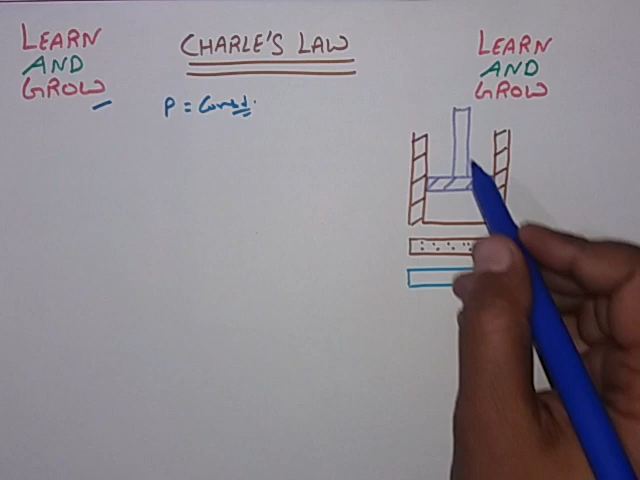 LEARN
AND
GROW
CHARLE'S LAW
LEARN
AND
GROW
P = Const.